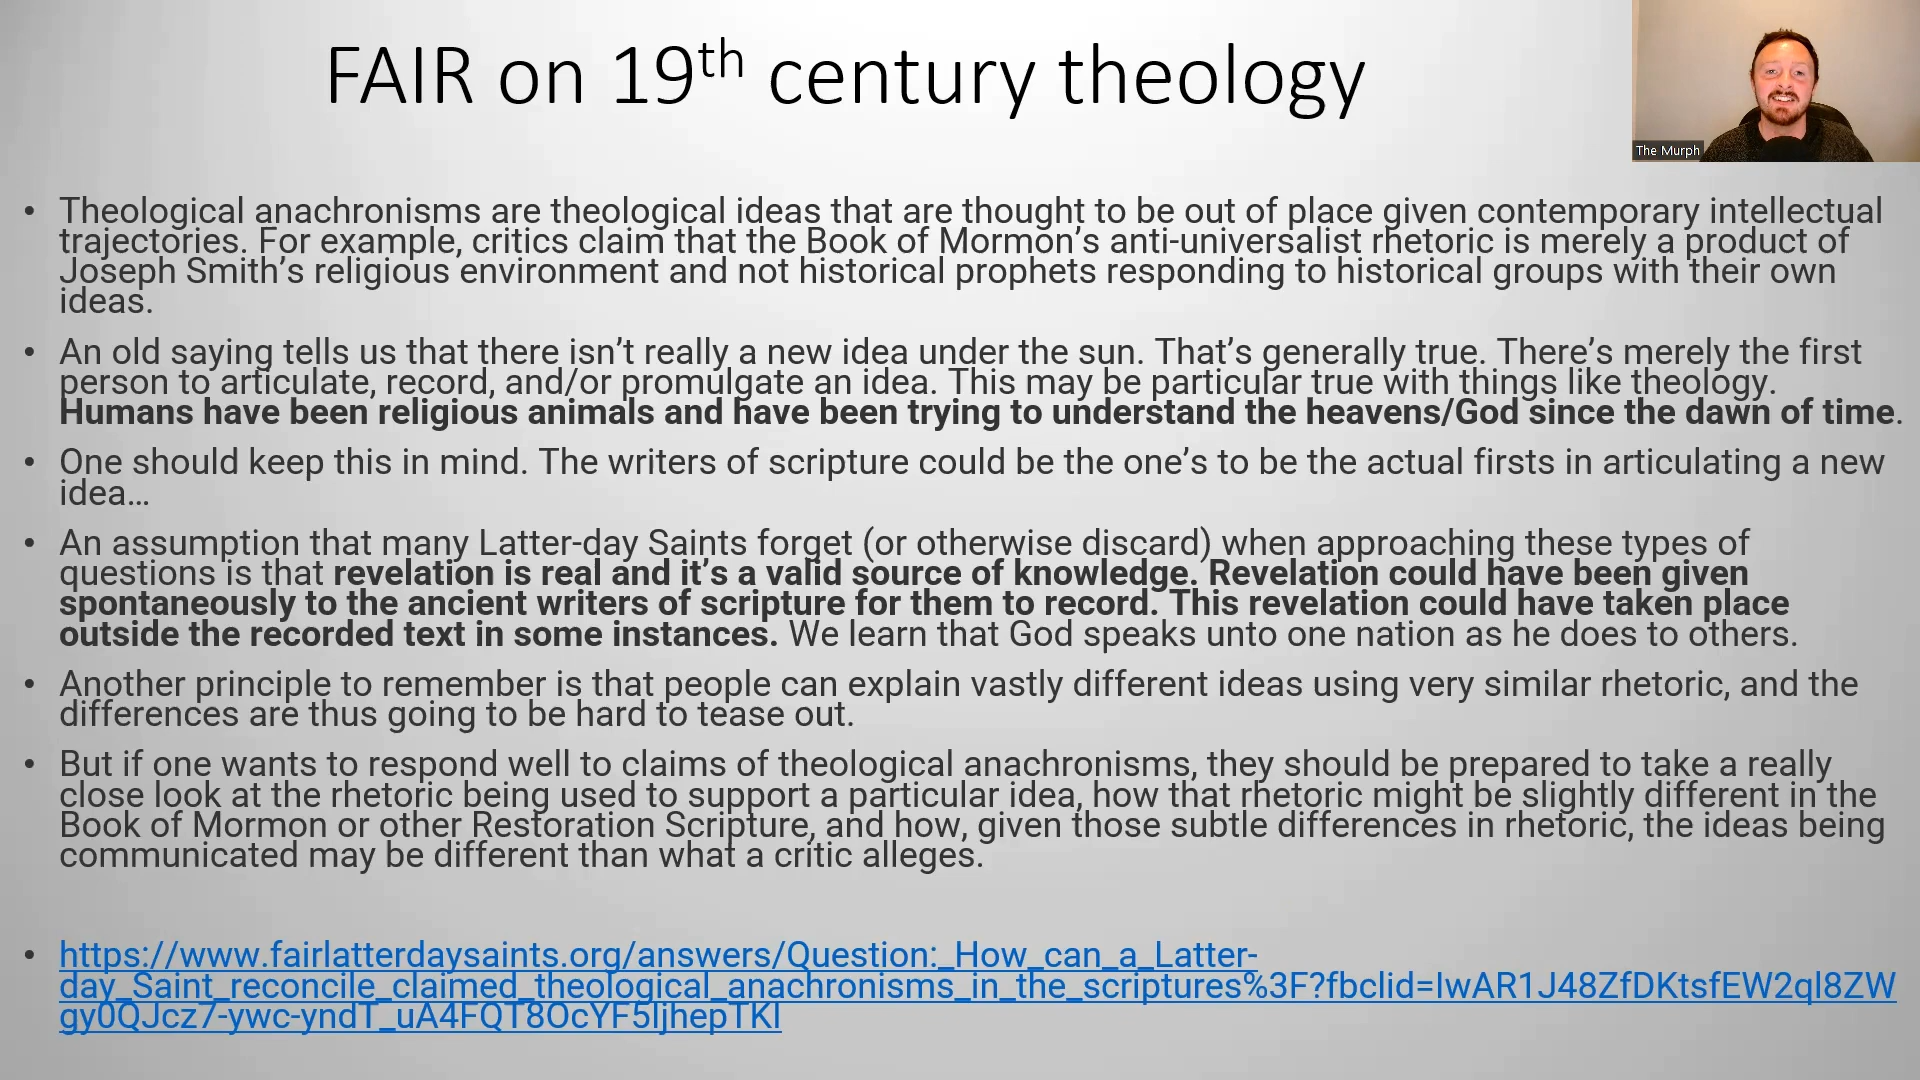 FAIR on 19th century theology
The Murph
• Theological anachronisms are theological ideas that are thought to be out of place given contemporary intellectual
trajectories. For example, critics claim that the Book of Mormon’s anti-universalist rhetoric is merely a product of
Joseph Smith’s religious environment and not historical prophets responding to historical groups with their own
ideas.
• An old saying tells us that there isn’t really a new idea under the sun. That’s generally true. There’s merely the first
person to articulate, record, and/or promulgate an idea. This may be particular true with things like theology.
Humans have been religious animals and have been trying to understand the heavens/God since the dawn of time.
• One should keep this in mind. The writers of scripture could be the one’s to be the actual firsts in articulating a new
idea…
• An assumption that many Latter-day Saints forget (or otherwise discard) when approaching these types of
questions is that revelation is real and it’s a valid source of knowledge. Revelation could have been given
spontaneously to the ancient writers of scripture for them to record. This revelation could have taken place
outside the recorded text in some instances. We learn that God speaks unto one nation as he does to others.
• Another principle to remember is that people can explain vastly different ideas using very similar rhetoric, and the
differences are thus going to be hard to tease out.
• But if one wants to respond well to claims of theological anachronisms, they should be prepared to take a really
close look at the rhetoric being used to support a particular idea, how that rhetoric might be slightly different in the
Book of Mormon or other Restoration Scripture, and how, given those subtle differences in rhetoric, the ideas being
communicated may be different than what a critic alleges.
• https://www.fairlatterdaysaints.org/answers/Question:_How_can_a_Latter-
day_Saint_reconcile_claimed_theological_anachronisms_in_the_scriptures%3F?fbclid=IwAR1J48ZfDKtsfEW2ql8ZW
gy0QJcz7-ywc-yndT_uA4FQT8OcYF5IjhepTKI